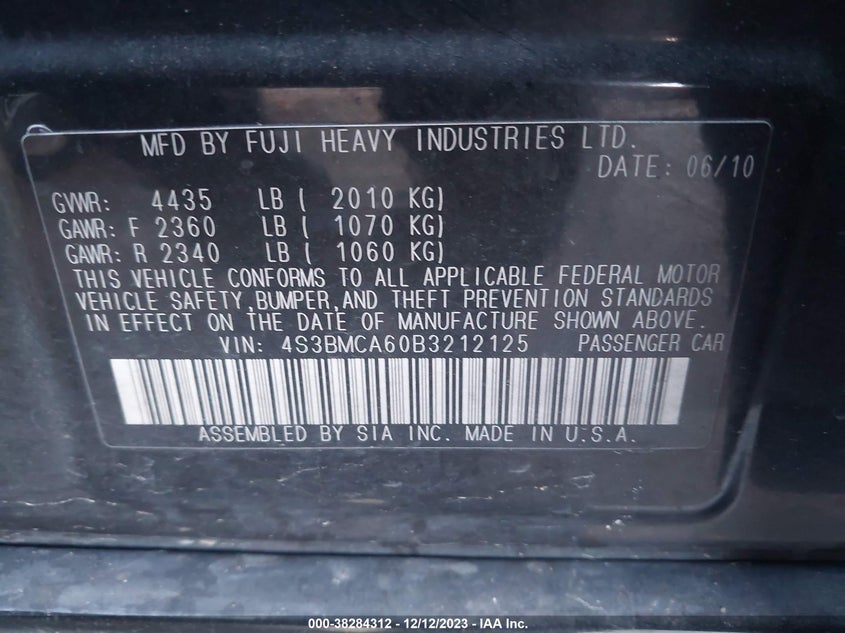 MFD BY FUJI HEAVY INDUSTRIES LTD.
DATE: 06/10
GVWR: 4435 LB ( 2010 KG)
GAWR: F 2360 LB ( 1070 KG)
GAWR: R 2340 LB ( 1060 KG)
THIS VEHICLE CONFORMS TO ALL APPLICABLE FEDERAL MOTOR
VEHICLE SAFETY,BUMPER,AND THEFT PREVENTION STANDARDS
IN EFFECT ON THE DATE OF MANUFACTURE SHOWN ABOVE.
VIN: 4S3BMCA60B3212125 PASSENGER CAR
ASSEMBLED BY SIA INC. MADE IN U.S.A.
000-38284312 - 12/12/2023 - IAA Inc.